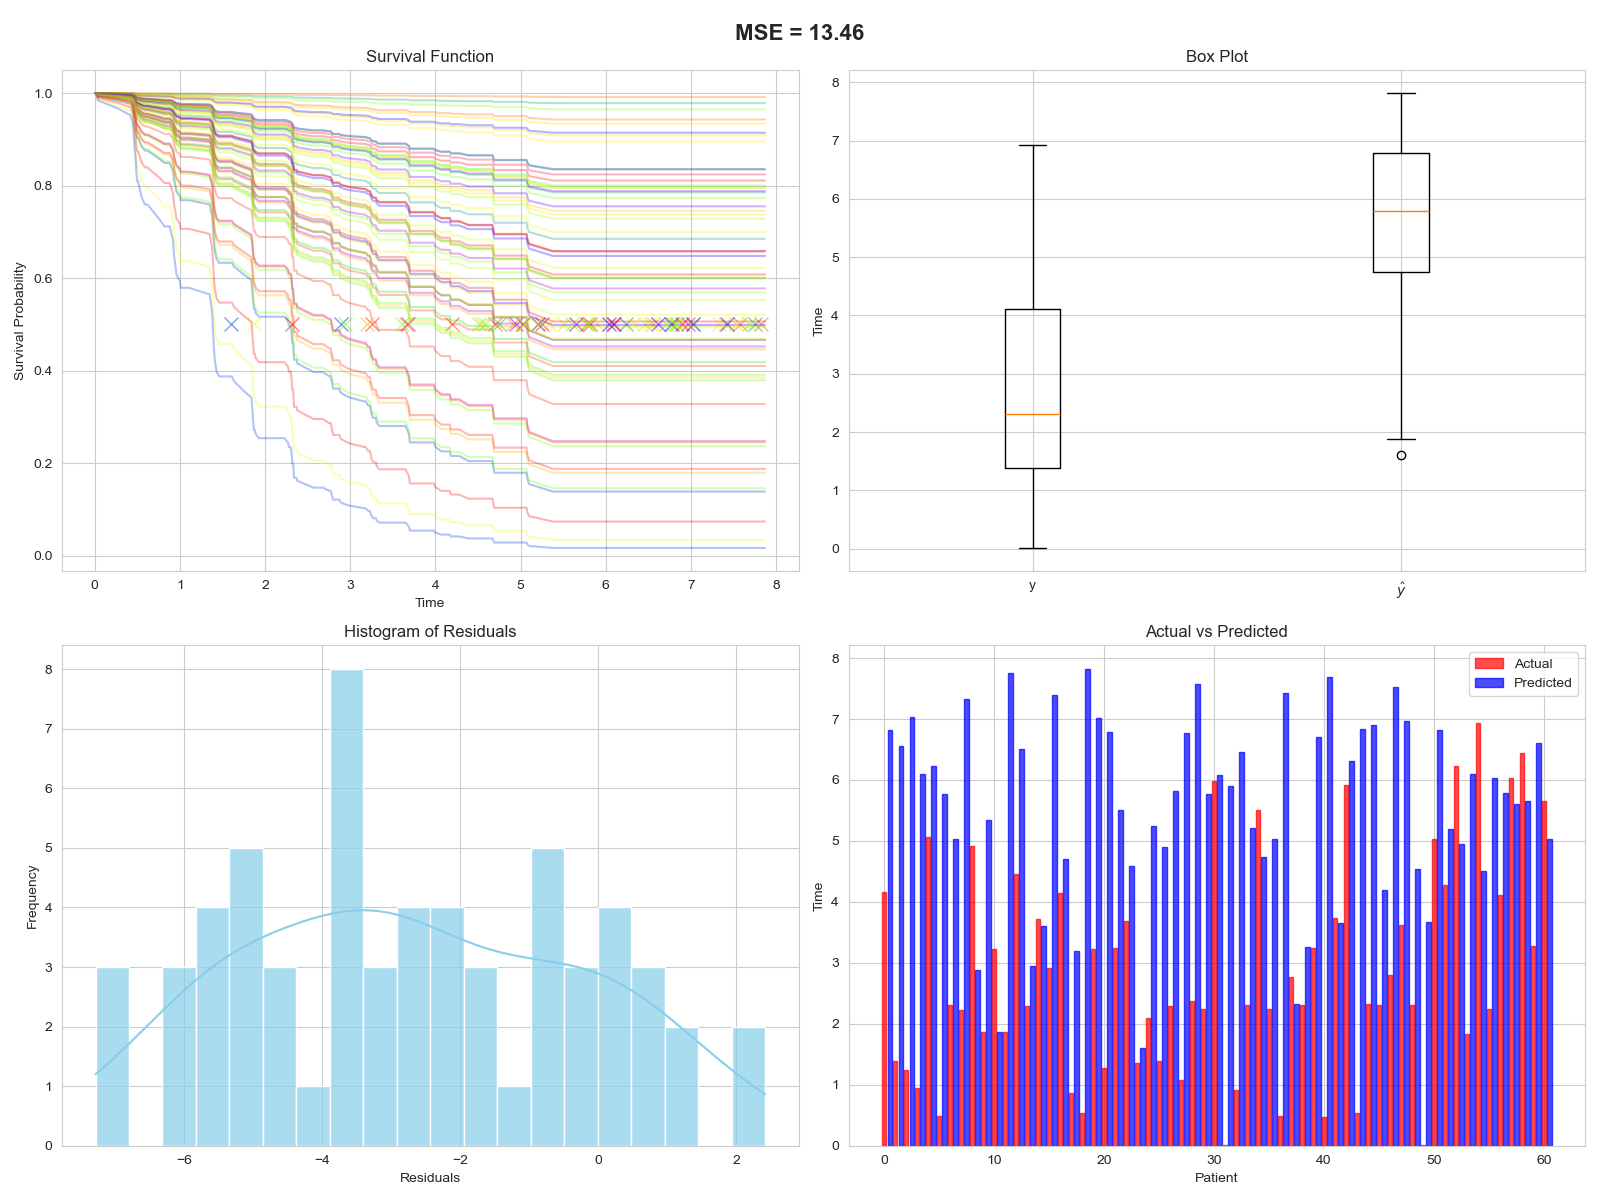 MSE = 13.46
Survival Function
1.0
0.8
0.6
0.4
0.2
0.0
Survival Probability
0 1 2 3 4 5 6 7 8
Time
Box Plot
8
7
6
5
4
3
2
1
0
Time
y ŷ
Histogram of Residuals
8
7
6
5
4
3
2
1
0
Frequency
−6 −4 −2 0 2
Residuals
Actual vs Predicted
Actual
Predicted
8
7
6
5
4
3
2
1
0
Time
0 10 20 30 40 50 60
Patient